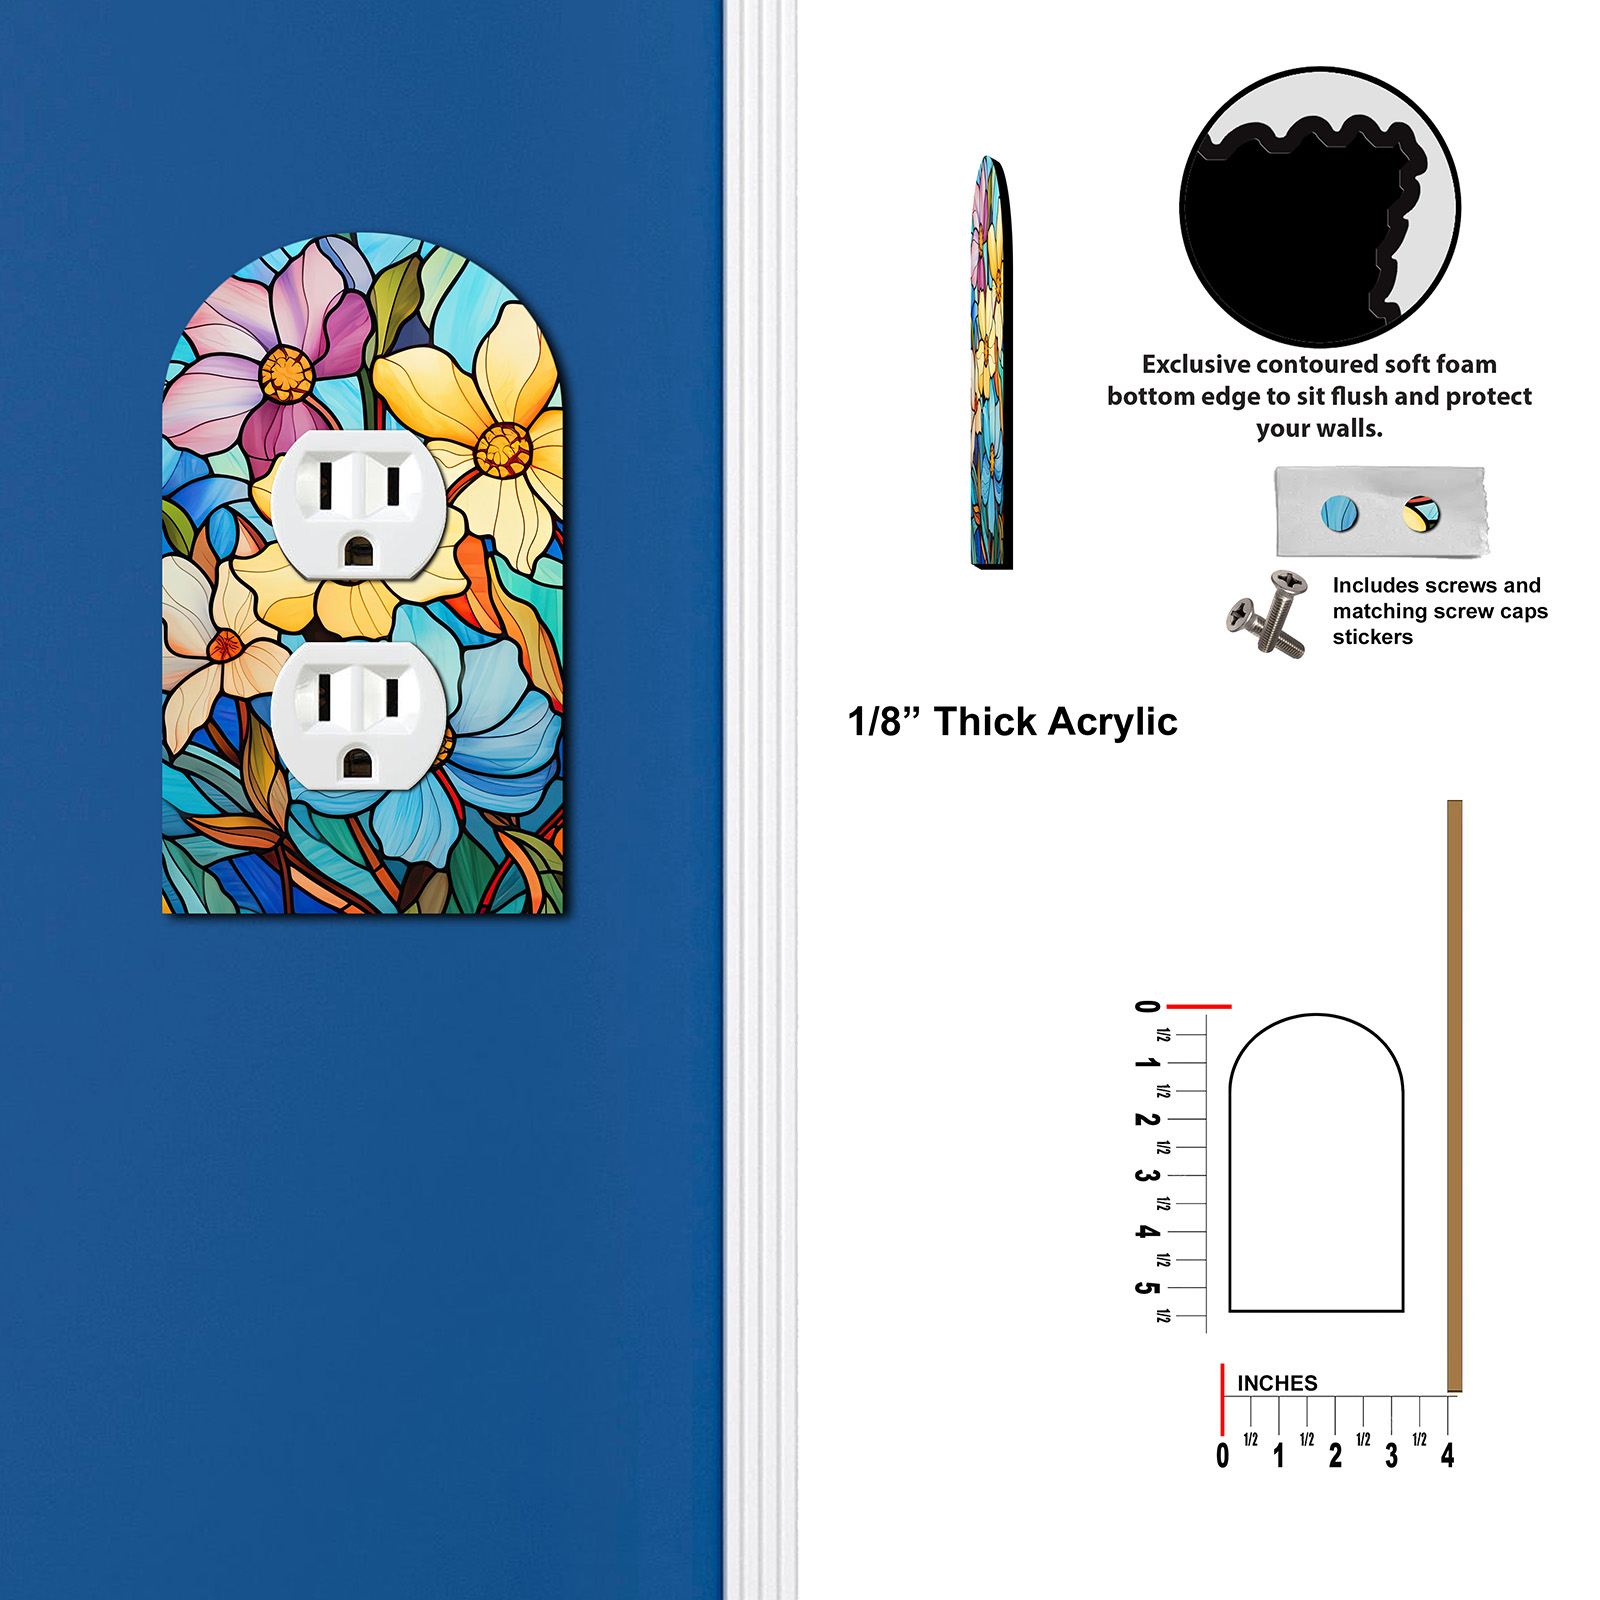 Exclusive contoured soft foam
bottom edge to sit flush and protect
your walls.
Includes screws and
matching screw caps
stickers
1/8” Thick Acrylic
0
1/2
1
1/2
2
1/2
3
1/2
4
1/2
5
1/2
INCHES
0 1/2 1 1/2 2 1/2 3 1/2 4